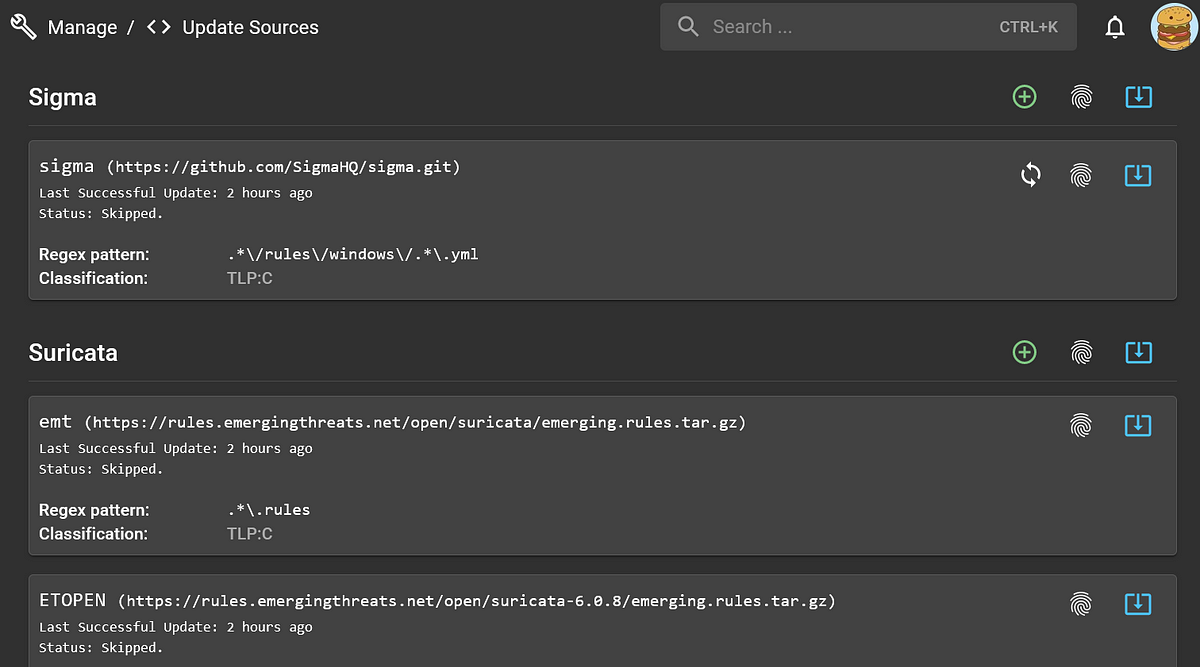 Manage / <> Update Sources
Search ... CTRL+K
Sigma
sigma (https://github.com/SigmaHQ/sigma.git)
Last Successful Update: 2 hours ago
Status: Skipped.
Regex pattern: .*\/rules\/windows\/.*\.yml
Classification: TLP:C
Suricata
emt (https://rules.emergingthreats.net/open/suricata/emerging.rules.tar.gz)
Last Successful Update: 2 hours ago
Status: Skipped.
Regex pattern: .*\.rules
Classification: TLP:C
ETOPEN (https://rules.emergingthreats.net/open/suricata-6.0.8/emerging.rules.tar.gz)
Last Successful Update: 2 hours ago
Status: Skipped.